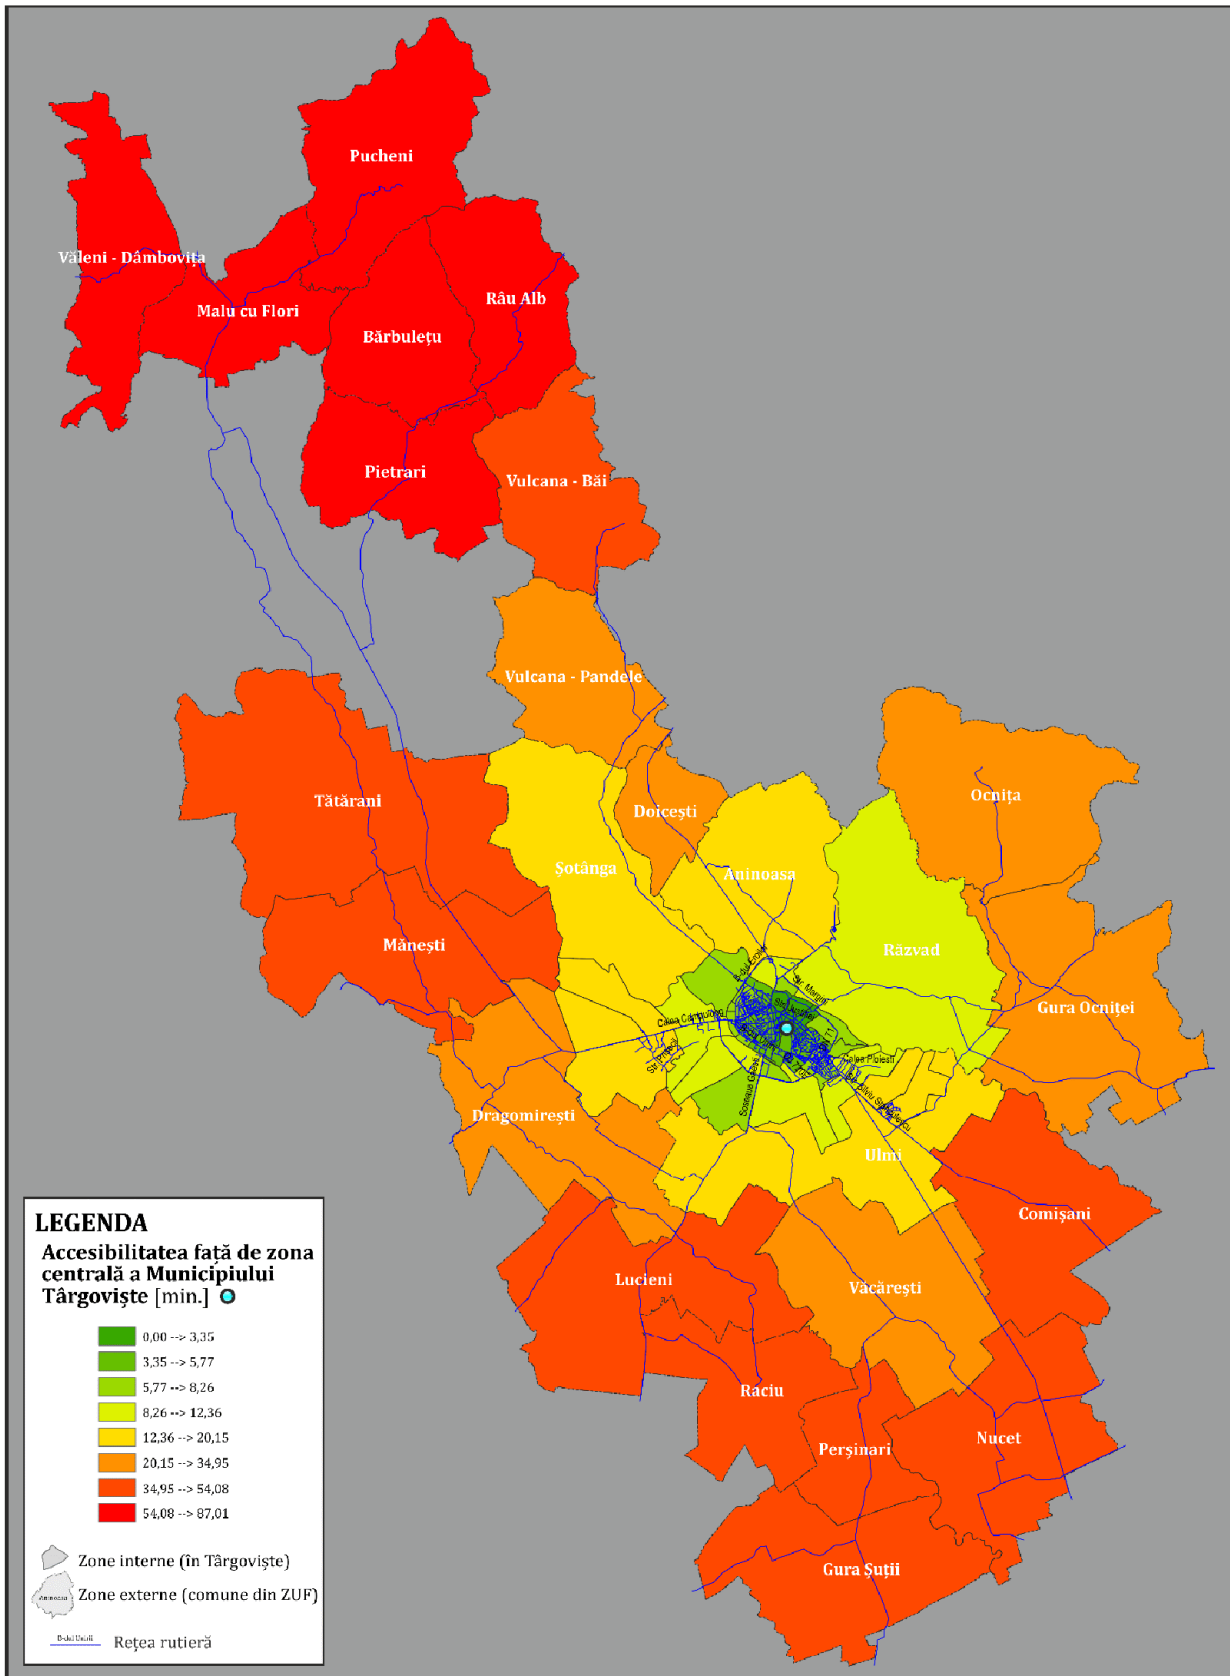 Pucheni
Văleni - Dâmbovița
Râu Alb
Malu cu Flori
Bărbulețu
Pietrari
Vulcana - Băi
Vulcana - Pandele
Ocnița
Tătărani
Doicești
Șotânga
Aninoasa
Mănești
Răzvad
Gura Ocniței
Calea Câmpulung
Calea Ploiești
Dragomirești
Ulmi
Comișani
Lucieni
Văcărești
Raciu
Nucet
Perșinari
Gura Șuții
LEGENDA
Accesibilitatea față de zona
centrală a Municipiului
Târgoviște [min.]
0,00 --> 3,35
3,35 --> 5,77
5,77 --> 8,26
8,26 --> 12,36
12,36 --> 20,15
20,15 --> 34,95
34,95 --> 54,08
54,08 --> 87,01
Zone interne (în Târgoviște)
Aninoasa
Zone externe (comune din ZUF)
B-dul Unirii
Rețea rutieră